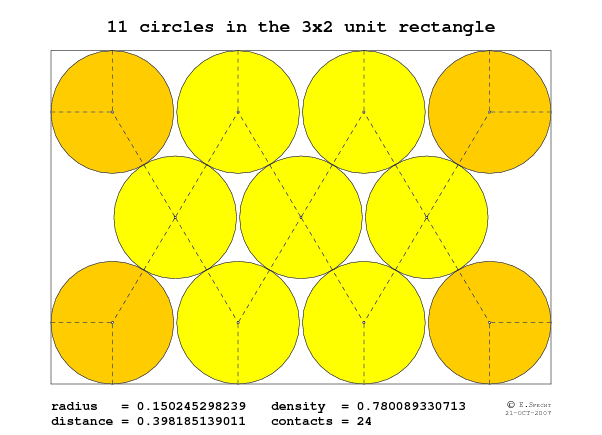 11 circles in the 3x2 unit rectangle
radius = 0.150245298239 density = 0.780089330713
distance = 0.398185139011 contacts = 24
© E.Specht
21-OCT-2007